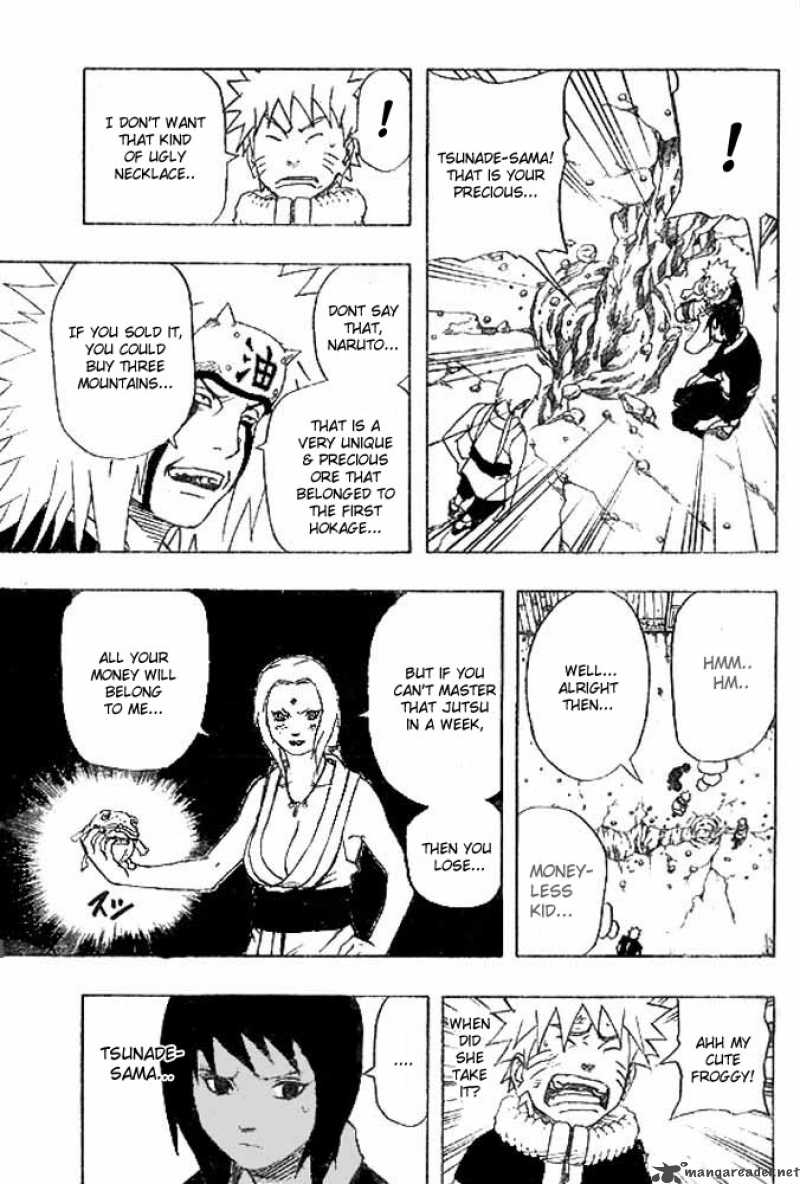 !
TSUNADE-SAMA!
THAT IS YOUR
PRECIOUS...
!
I DON'T WANT
THAT KIND
OF UGLY
NECKLACE..
DONT SAY
THAT,
NARUTO...
THAT IS A
VERY UNIQUE
& PRECIOUS
ORE THAT
BELONGED TO
THE FIRST
HOKAGE...
IF YOU SOLD IT,
YOU COULD
BUY THREE
MOUNTAINS...
油
HMM..
HM..
WELL...
ALRIGHT
THEN...
MONEY-
LESS
KID...
BUT IF YOU
CAN'T MASTER
THAT JUTSU
IN A WEEK,
THEN YOU
LOSE...
ALL YOUR
MONEY WILL
BELONG
TO ME...
スッ
AHH MY
CUTE
FROGGY!
WHEN
DID
SHE
TAKE
IT?
....
TSUNADE-
SAMA...
mangareader.net